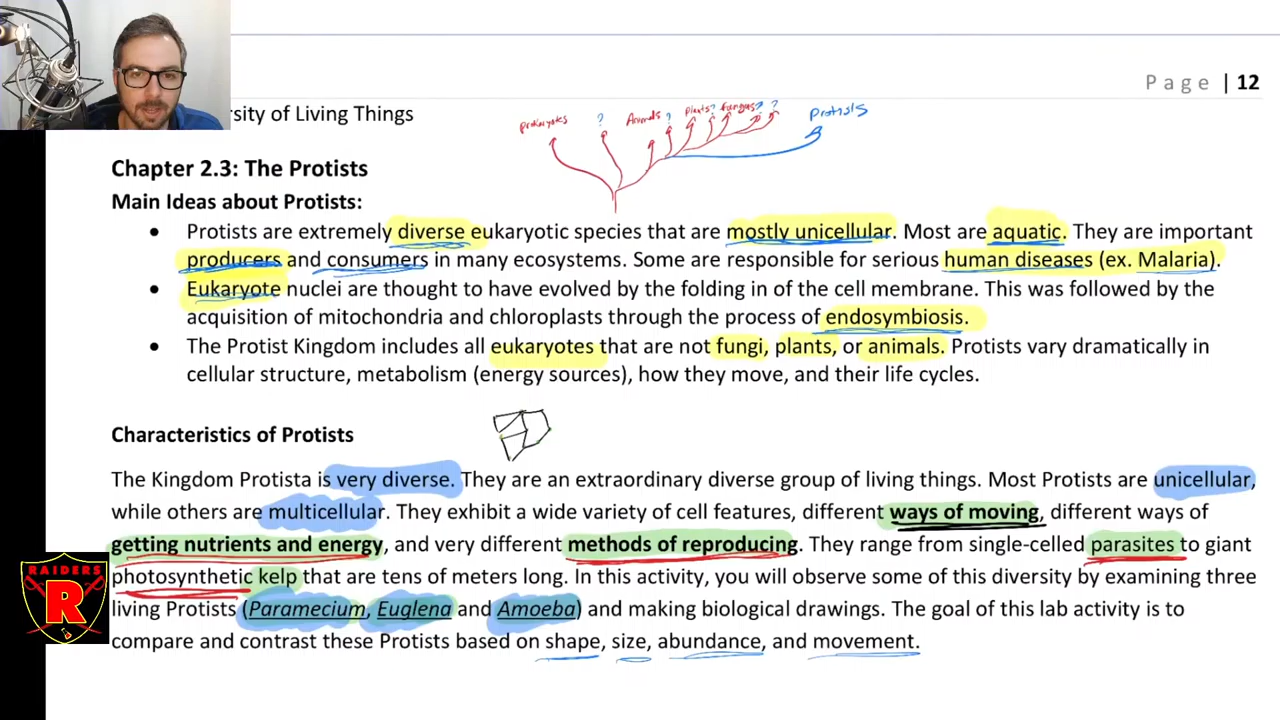 Page | 12
rsity of Living Things
prokaryotes ? Animals ? Plants ? fungus ? ? Protists
Chapter 2.3: The Protists
Main Ideas about Protists:
• Protists are extremely diverse eukaryotic species that are mostly unicellular. Most are aquatic. They are important
producers and consumers in many ecosystems. Some are responsible for serious human diseases (ex. Malaria).
• Eukaryote nuclei are thought to have evolved by the folding in of the cell membrane. This was followed by the
acquisition of mitochondria and chloroplasts through the process of endosymbiosis.
• The Protist Kingdom includes all eukaryotes that are not fungi, plants, or animals. Protists vary dramatically in
cellular structure, metabolism (energy sources), how they move, and their life cycles.
Characteristics of Protists
The Kingdom Protista is very diverse. They are an extraordinary diverse group of living things. Most Protists are unicellular,
while others are multicellular. They exhibit a wide variety of cell features, different ways of moving, different ways of
getting nutrients and energy, and very different methods of reproducing. They range from single-celled parasites to giant
photosynthetic kelp that are tens of meters long. In this activity, you will observe some of this diversity by examining three
living Protists (Paramecium, Euglena and Amoeba) and making biological drawings. The goal of this lab activity is to
compare and contrast these Protists based on shape, size, abundance, and movement.
RAIDERS
R